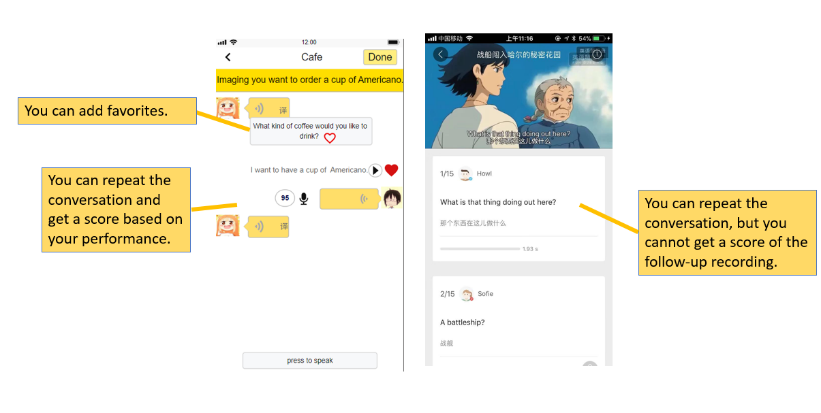 You can add favorites.
You can repeat the
conversation and
get a score based on
your performance.
12:00
Cafe
Done
Imaging you want to order a cup of Americano.
译
What kind of coffee would you like to
drink?
I want to have a cup of Americano.
95
译
press to speak
中国移动
上午11:16
54%
战船闯入哈尔的秘密花园
What is that thing doing out here?
那个东西在这儿做什么
1/15
Howl
What is that thing doing out here?
那个东西在这儿做什么
1.93 s
2/15
Sofie
A battleship?
战舰
You can repeat the
conversation, but you
cannot get a score of the
follow-up recording.